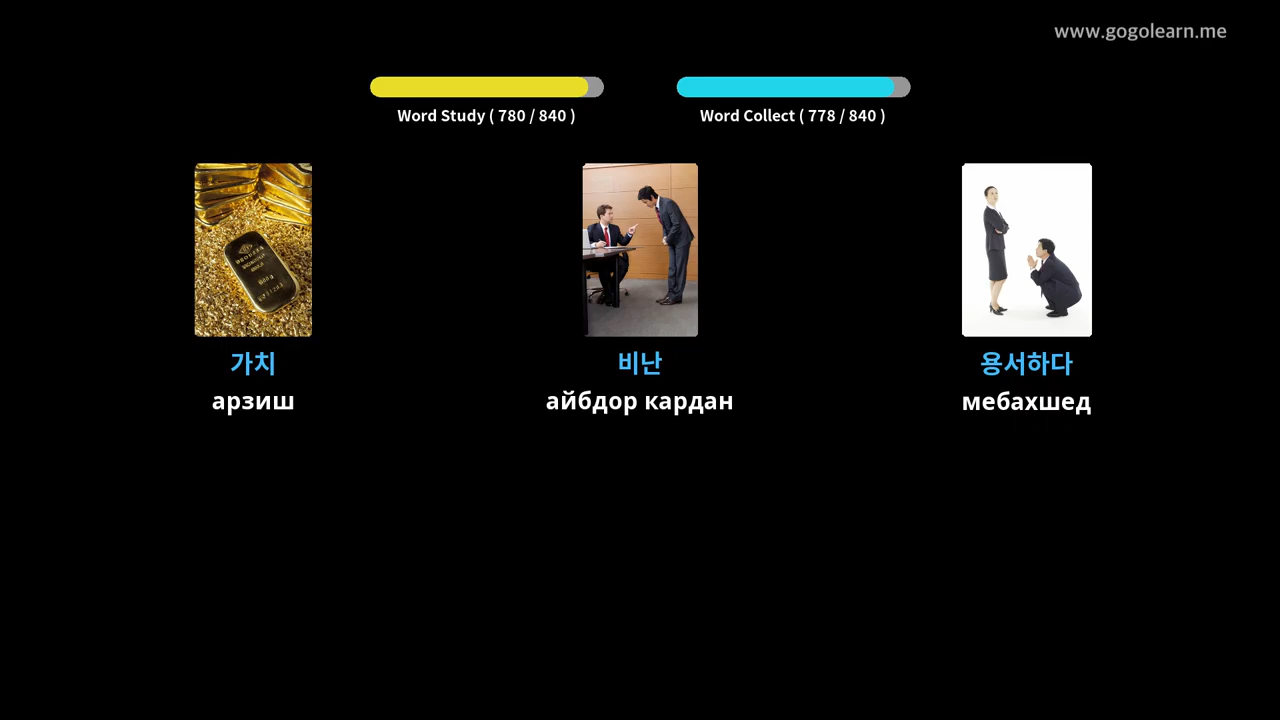 www.gogolearn.me
Word Study ( 780 / 840 )
Word Collect ( 778 / 840 )
가치
비난
용서하다
арзиш
айбдор кардан
мебахшед